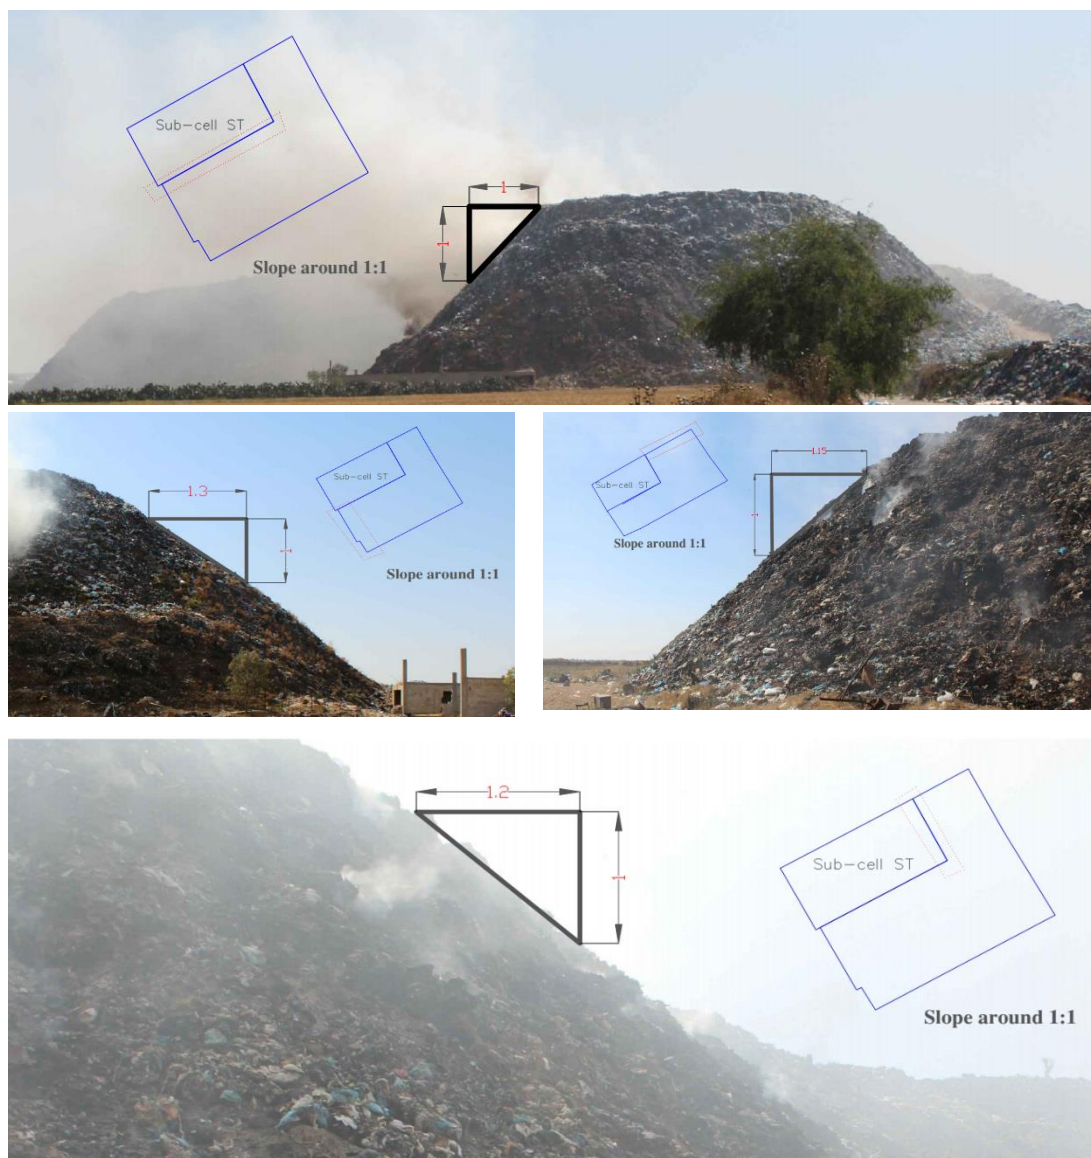 Sub-cell ST
1
1
Slope around 1:1
1.3
Sub-cell ST
1
Slope around 1:1
1.15
Sub-cell ST
1
Slope around 1:1
1.2
Sub-cell ST
1
Slope around 1:1